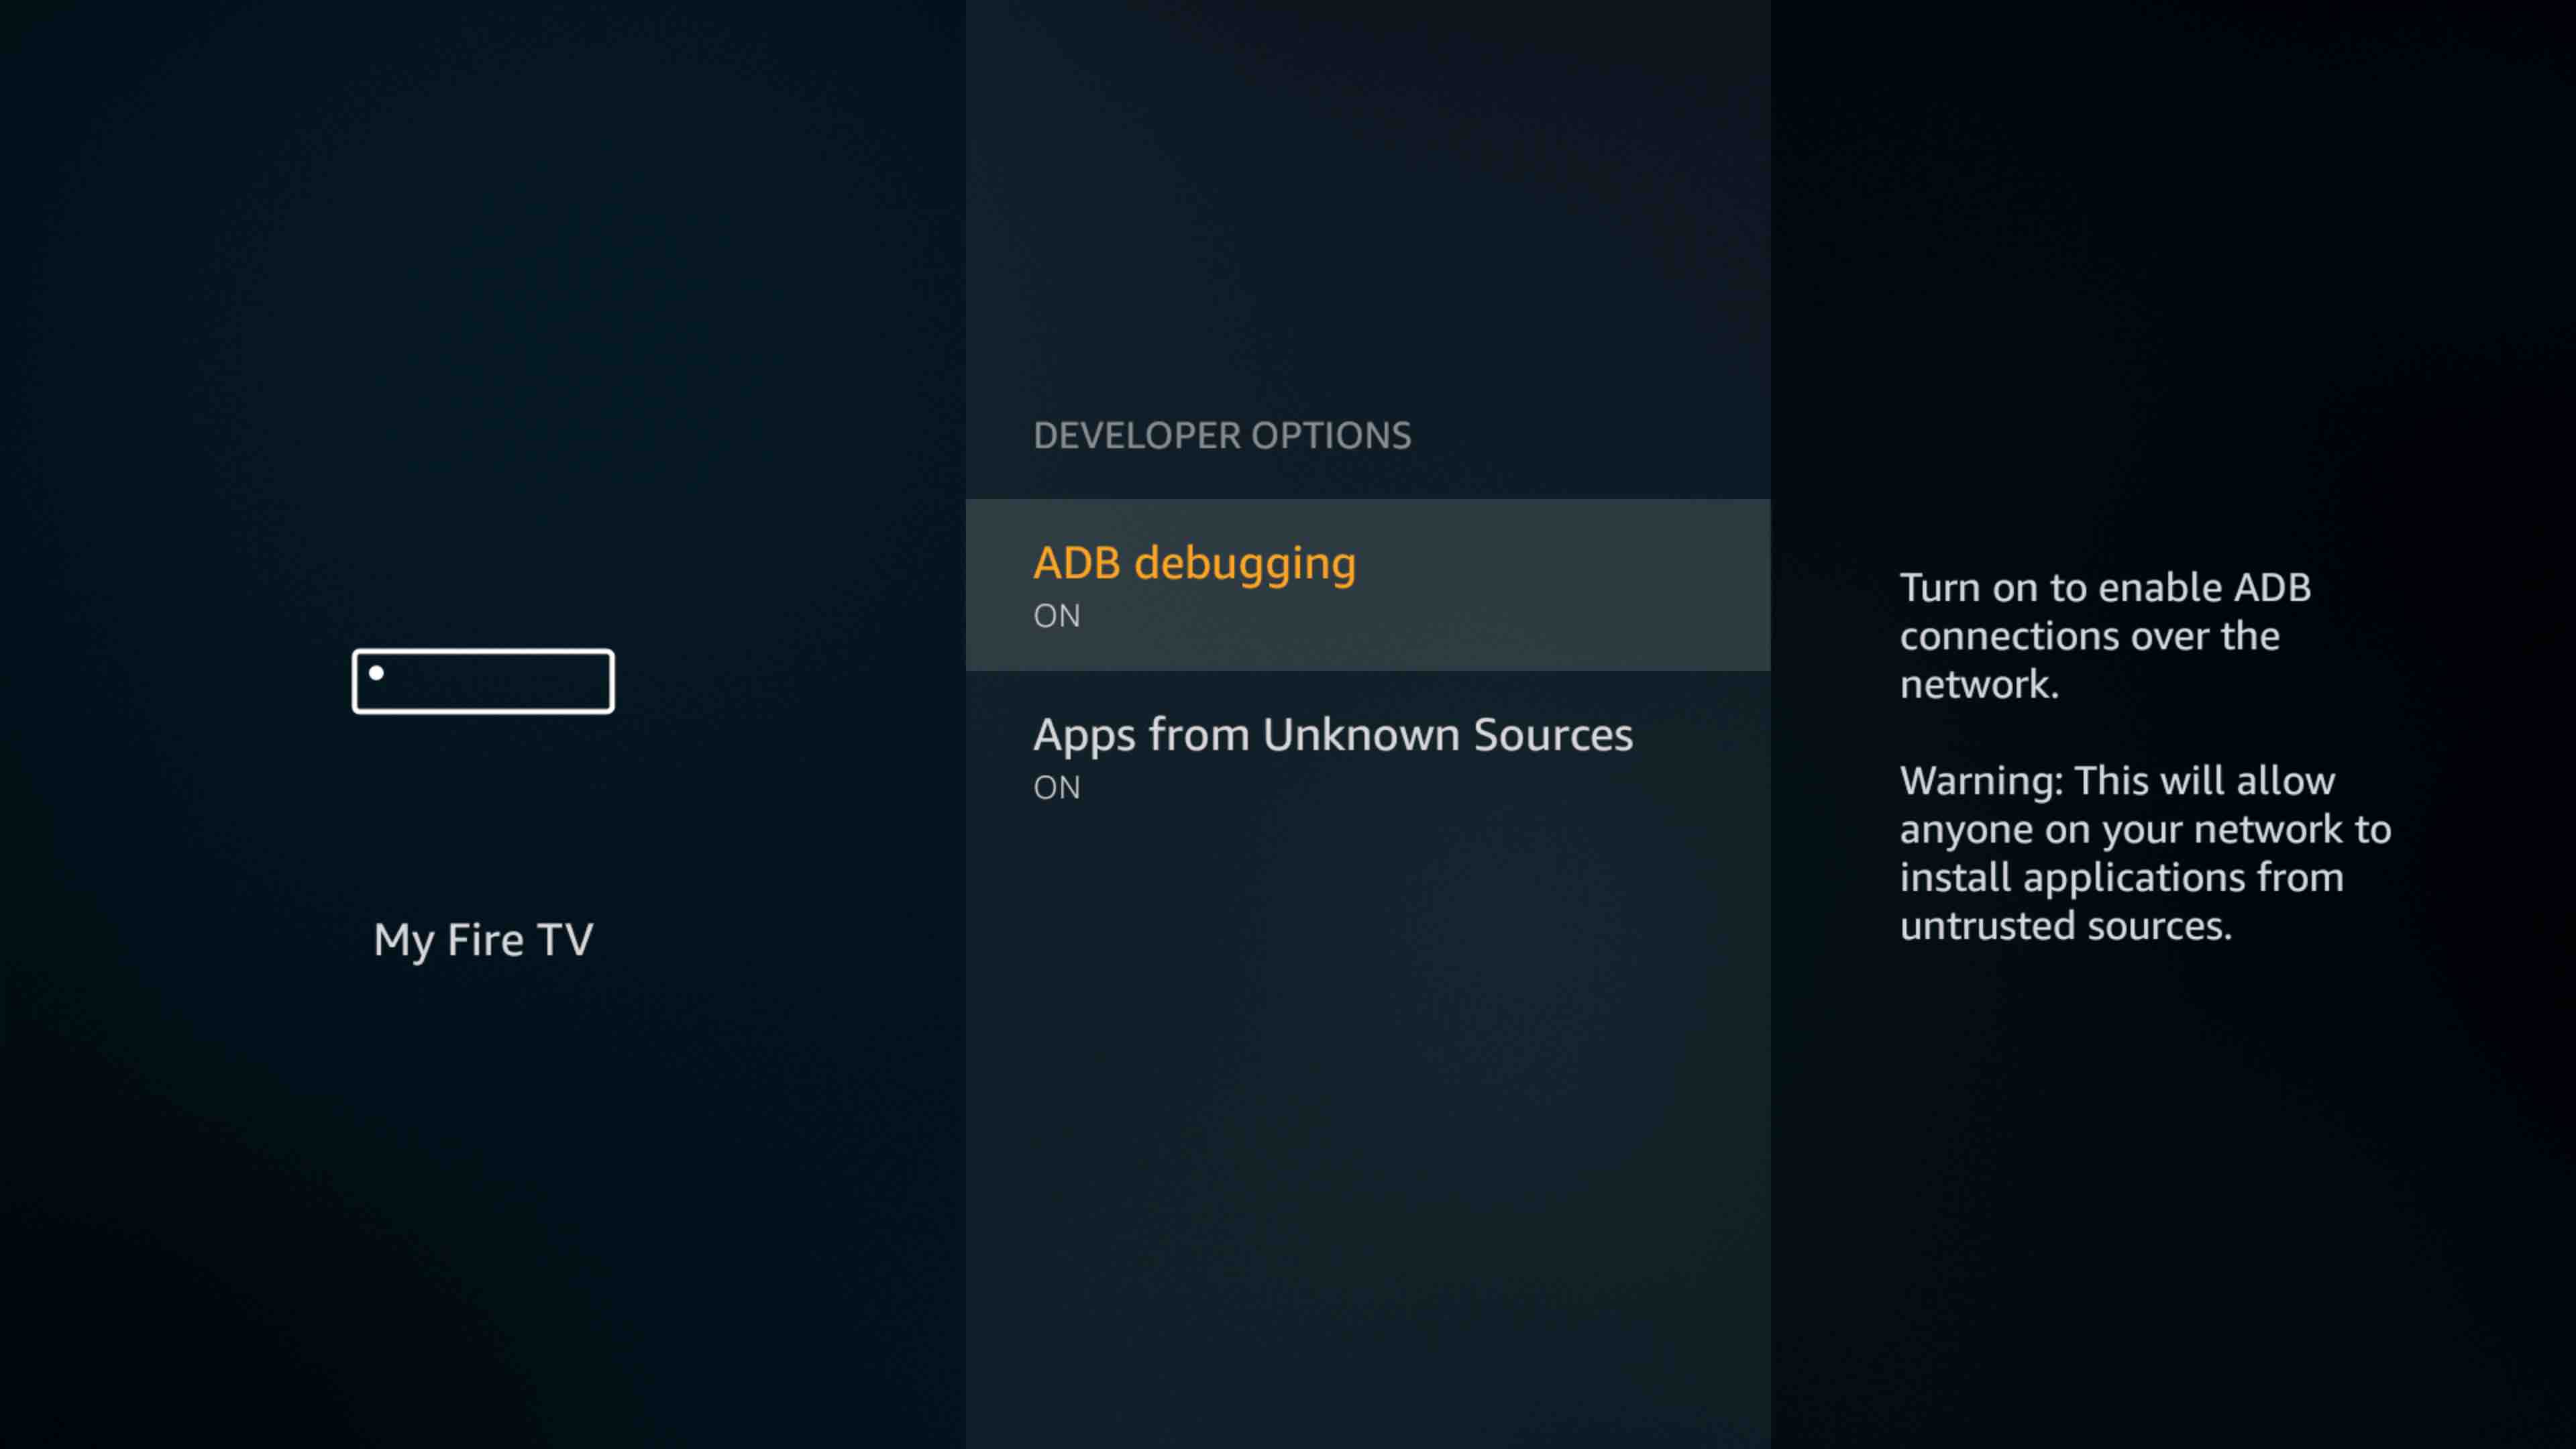 DEVELOPER OPTIONS
ADB debugging
ON
Apps from Unknown Sources
ON
My Fire TV
Turn on to enable ADB
connections over the
network.
Warning: This will allow
anyone on your network to
install applications from
untrusted sources.